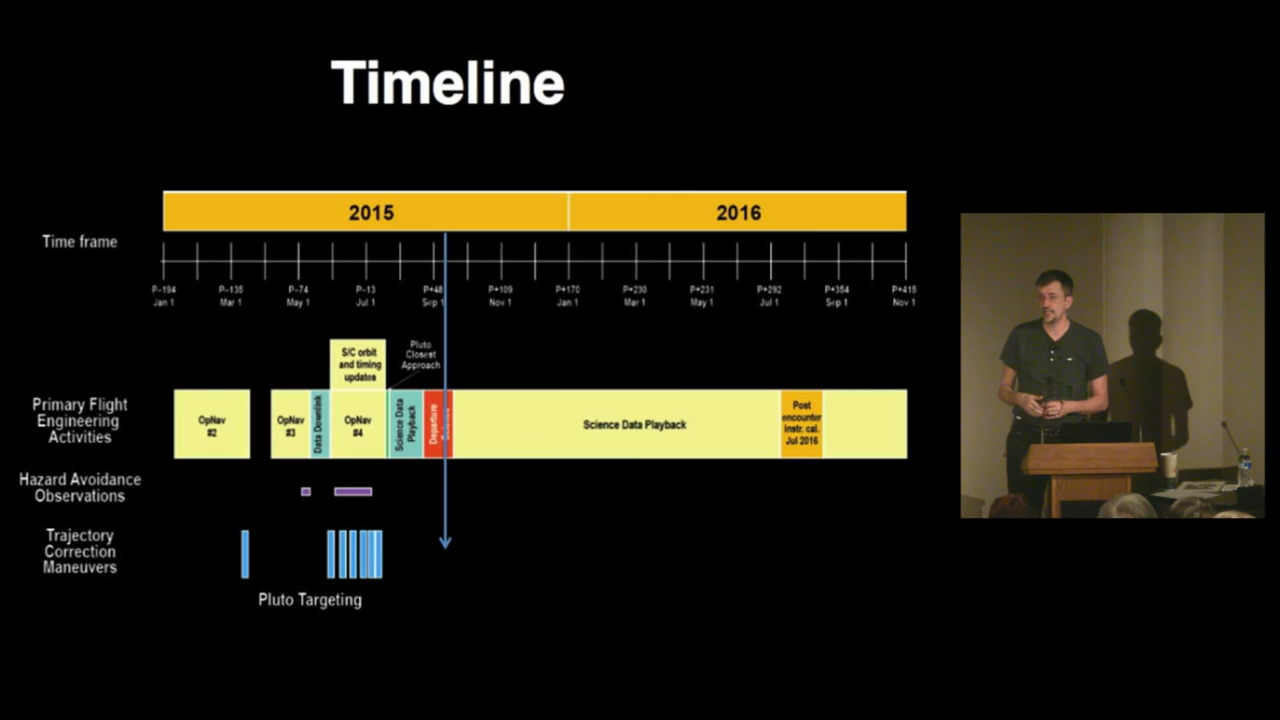 Timeline
2015
2016
Time frame
P–194
Jan 1
P–135
Mar 1
P–74
May 1
P–13
Jul 1
P+48
Sep 1
P+109
Nov 1
P+170
Jan 1
P+230
Mar 1
P+231
May 1
P+292
Jul 1
P+354
Sep 1
P+415
Nov 1
S/C orbit
and timing
updates
Pluto
Closest
Approach
Primary Flight
Engineering
Activities
OpNav
#2
OpNav
#3
Data Downlink
OpNav
#4
Science Data
Playback
Departure
Science Data Playback
Post
encounter
instr. cal.
Jul 2016
Hazard Avoidance
Observations
Trajectory
Correction
Maneuvers
Pluto Targeting